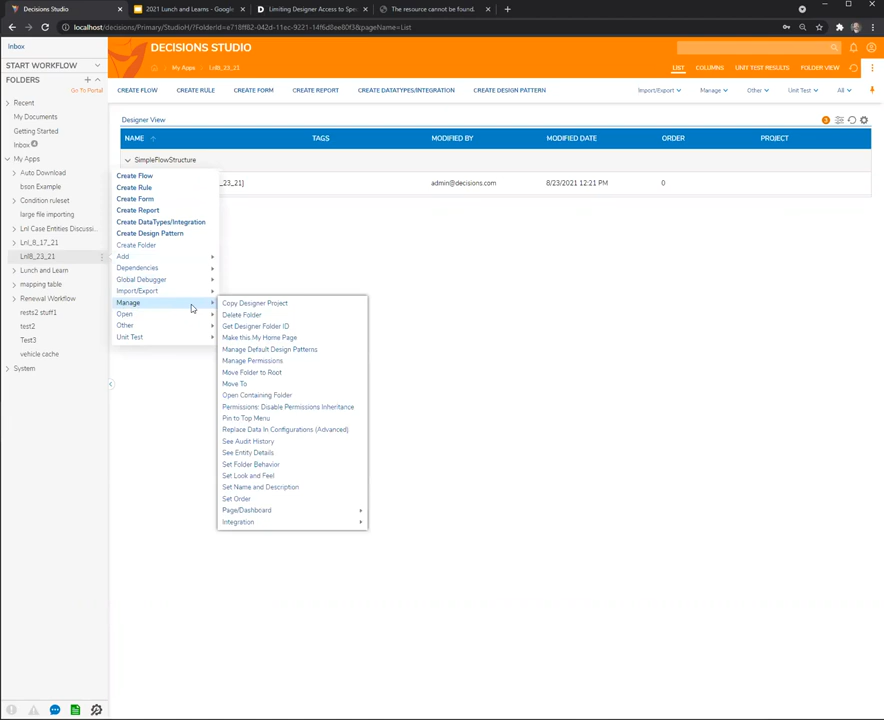 Decisions Studio
2021 Lunch and Learns - Google
Limiting Designer Access to Spe
The resource cannot be found.
localhost/decisions/Primary/StudioH/?FolderId=e718ff82-042d-11ec-9221-16f6d8ee80f3&pageName=List
Inbox
DECISIONS STUDIO
START WORKFLOW
My Apps
Lnl8_23_21
LIST
COLUMNS
UNIT TEST RESULTS
FOLDER VIEW
FOLDERS
Go To Portal
CREATE FLOW
CREATE RULE
CREATE FORM
CREATE REPORT
CREATE DATATYPES/INTEGRATION
CREATE DESIGN PATTERN
Import/Export
Manage
Other
Unit Test
All
Recent
My Documents
Getting Started
Inbox 4
My Apps
Auto Download
bson Example
Condition ruleset
large file importing
Lnl Case Entities Discussi...
Lnl_8_17_21
Lnl8_23_21
Lunch and Learn
mapping table
Renewal Workflow
rests2 stuff1
test2
Test3
vehicle cache
System
Designer View
3
NAME
TAGS
MODIFIED BY
MODIFIED DATE
ORDER
PROJECT
SimpleFlowStructure
_23_21]
admin@decisions.com
8/23/2021 12:21 PM
0
Create Flow
Create Rule
Create Form
Create Report
Create DataTypes/Integration
Create Design Pattern
Create Folder
Add
Dependencies
Global Debugger
Import/Export
Manage
Open
Other
Unit Test
Copy Designer Project
Delete Folder
Get Designer Folder ID
Make this My Home Page
Manage Default Design Patterns
Manage Permissions
Move Folder to Root
Move To
Open Containing Folder
Permissions: Disable Permissions Inheritance
Pin to Top Menu
Replace Data In Configurations (Advanced)
See Audit History
See Entity Details
Set Folder Behavior
Set Look and Feel
Set Name and Description
Set Order
Page/Dashboard
Integration